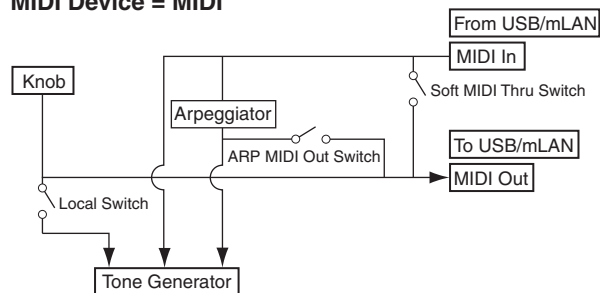 MIDI Device = MIDI
From USB/mLAN
MIDI In
Knob
Soft MIDI Thru Switch
Arpeggiator
To USB/mLAN
ARP MIDI Out Switch
MIDI Out
Local Switch
Tone Generator